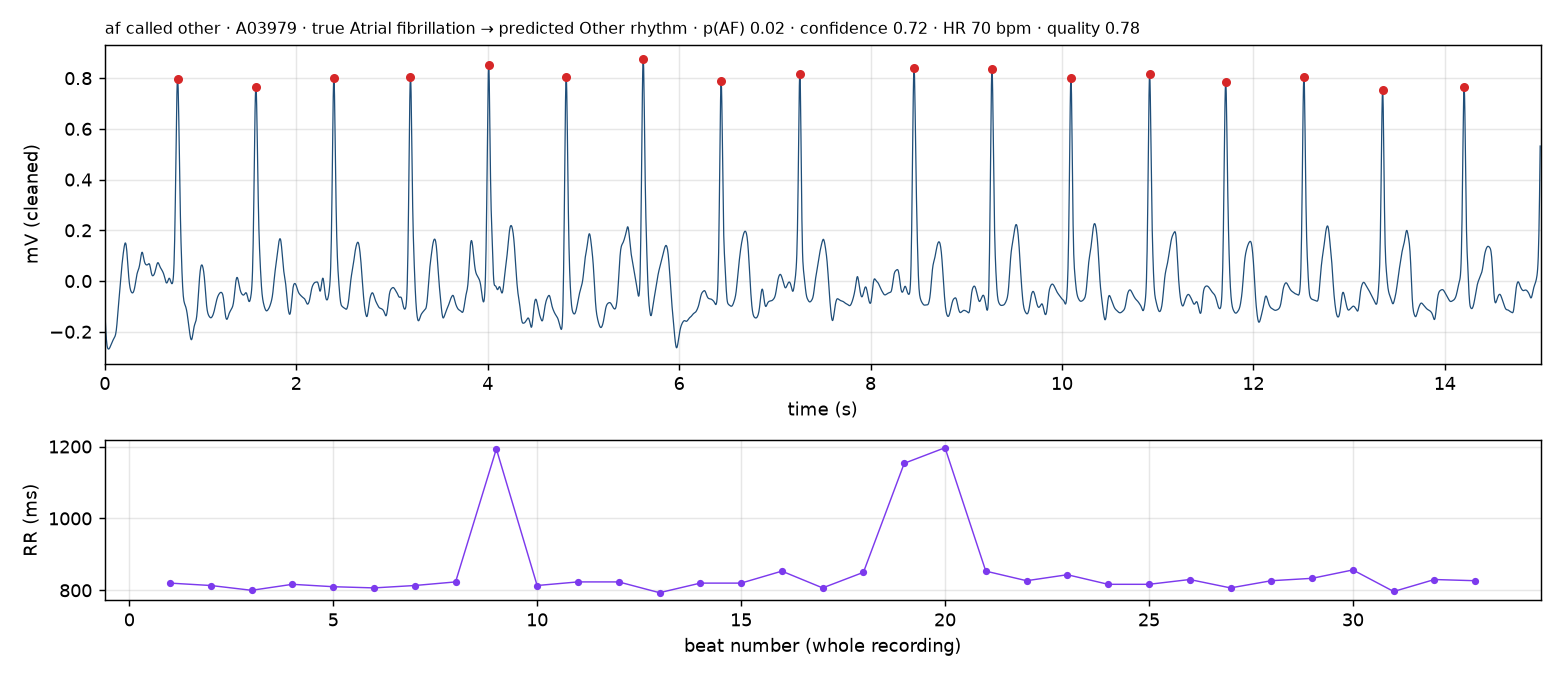 af called other · A03979 · true Atrial fibrillation → predicted Other rhythm · p(AF) 0.02 · confidence 0.72 · HR 70 bpm · quality 0.78
mV (cleaned)
0.8
0.6
0.4
0.2
0.0
−0.2
0 2 4 6 8 10 12 14
time (s)
RR (ms)
1200
1000
800
0 5 10 15 20 25 30
beat number (whole recording)